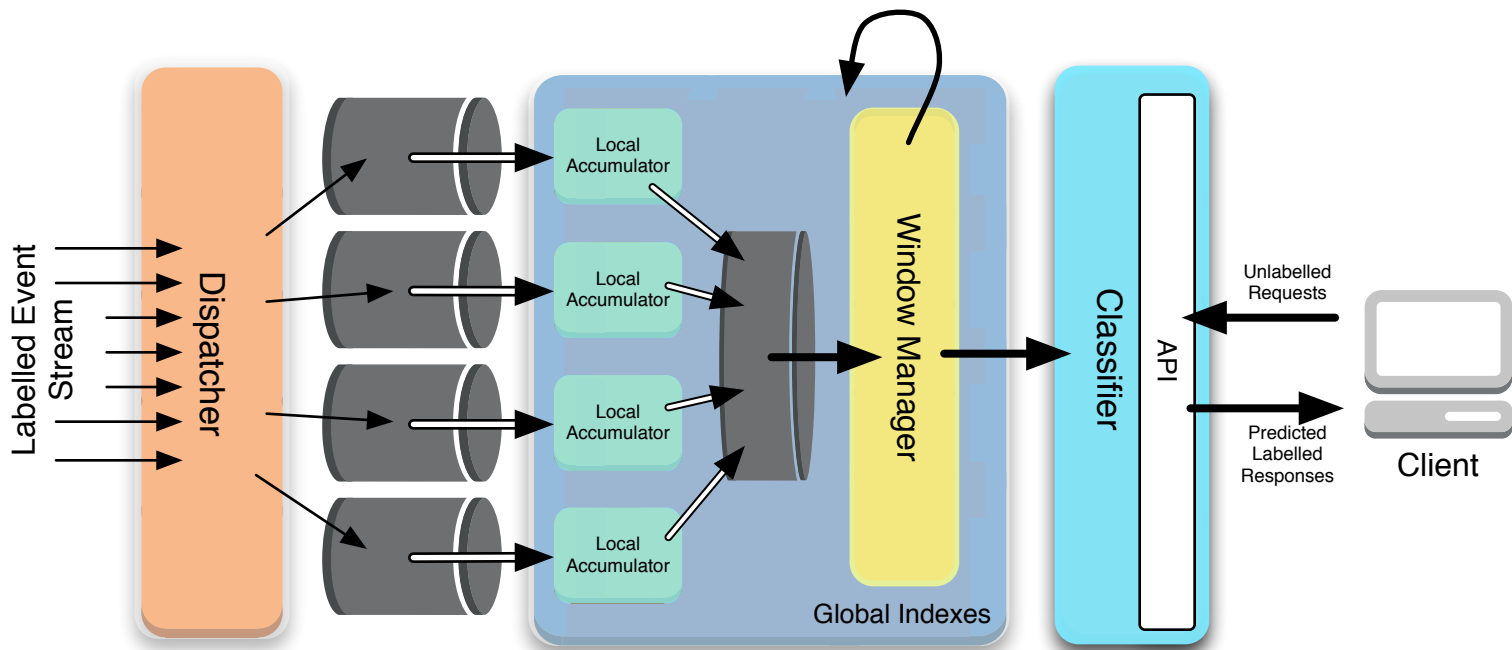 Labelled Event
Stream
Dispatcher
Local
Accumulator
Local
Accumulator
Local
Accumulator
Local
Accumulator
Window Manager
Global Indexes
Classifier
API
Unlabelled
Requests
Predicted
Labelled
Responses
Client